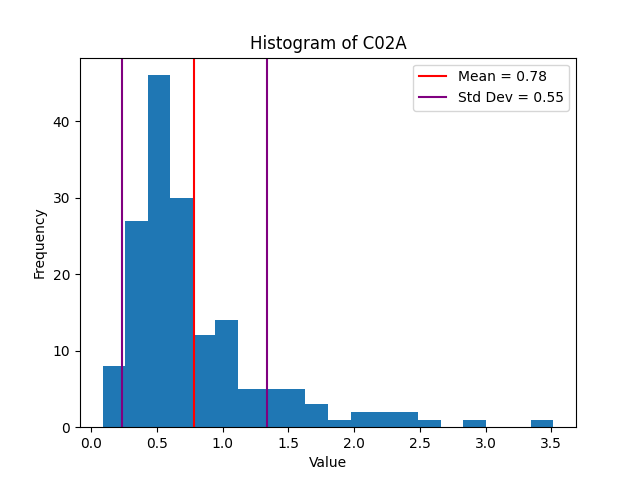 Histogram of C02A
Mean = 0.78
Std Dev = 0.55
Frequency
40
30
20
10
0
0.0 0.5 1.0 1.5 2.0 2.5 3.0 3.5
Value